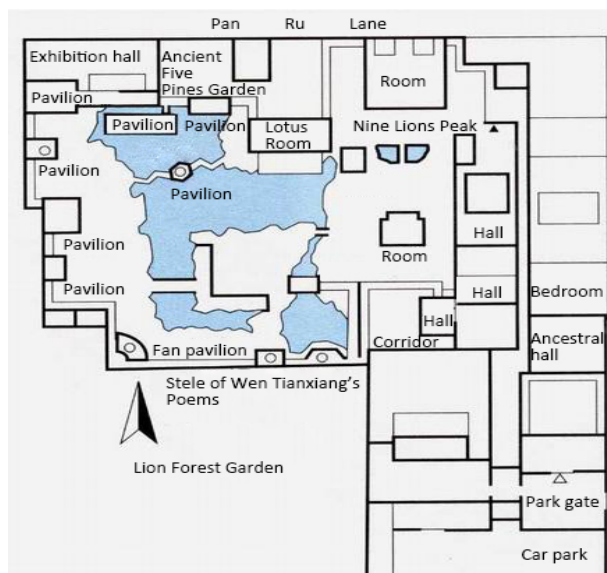 Pan Ru Lane
Exhibition hall
Ancient
Five
Pines Garden
Room
Pavilion
Pavilion
Pavilion
Lotus
Room
Nine Lions Peak
Pavilion
Pavilion
Pavilion
Hall
Room
Pavilion
Hall
Bedroom
Hall
Corridor
Ancestral
hall
Fan pavilion
Stele of Wen Tianxiang's
Poems
Lion Forest Garden
Park gate
Car park